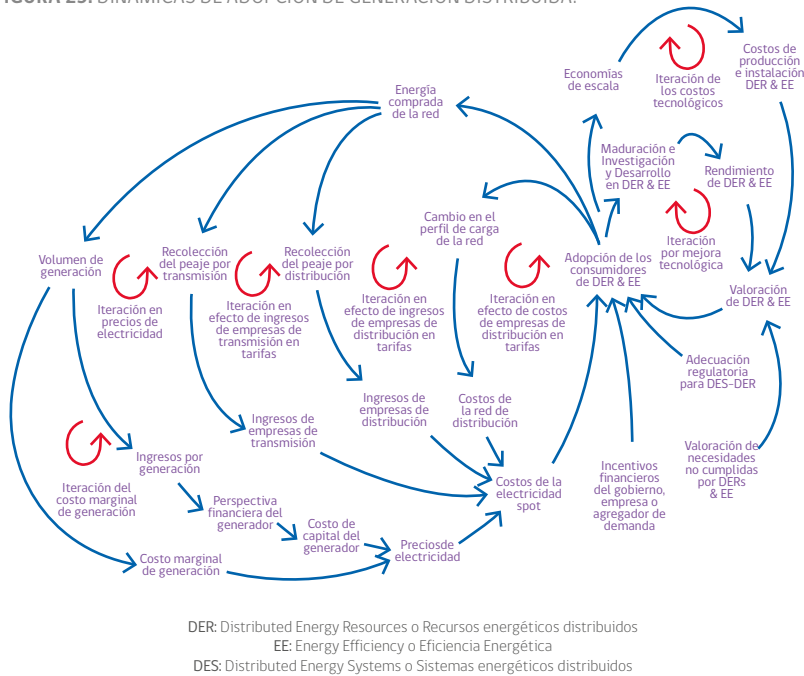 FIGURA 25. DINÁMICAS DE ADOPCIÓN DE GENERACIÓN DISTRIBUIDA.
Economías
de escala
Iteración de
los costos
tecnológicos
Costos de
producción
e instalación
DER & EE
Energía
comprada
de la red
Maduración e
Investigación
y Desarrollo
en DER & EE
Rendimiento
de DER & EE
Cambio en el
perfil de carga
de la red
Iteración
por mejora
tecnológica
Volumen de
generación
Recolección
del peaje por
transmisión
Recolección
del peaje por
distribución
Adopción de los
consumidores
de DER & EE
Valoración
de DER & EE
Iteración en
precios de
electricidad
Iteración en
efecto de ingresos
de empresas de
transmisión en
tarifas
Iteración en
efecto de ingresos
de empresas de
distribución en
tarifas
Iteración en
efecto de costos
de empresas de
distribución en
tarifas
Adecuación
regulatoria
para DES-DER
Ingresos de
empresas de
transmisión
Ingresos de
empresas de
distribución
Costos de
la red de
distribución
Valoración de
necesidades
no cumplidas
por DERs
& EE
Ingresos por
generación
Iteración del
costo marginal
de generación
Perspectiva
financiera del
generador
Costo de
capital del
generador
Costos de la
electricidad
spot
Incentivos
financieros
del gobierno,
empresa o
agregador de
demanda
Costo marginal
de generación
Preciosde
electricidad
DER: Distributed Energy Resources o Recursos energéticos distribuidos
EE: Energy Efficiency o Eficiencia Energética
DES: Distributed Energy Systems o Sistemas energéticos distribuidos